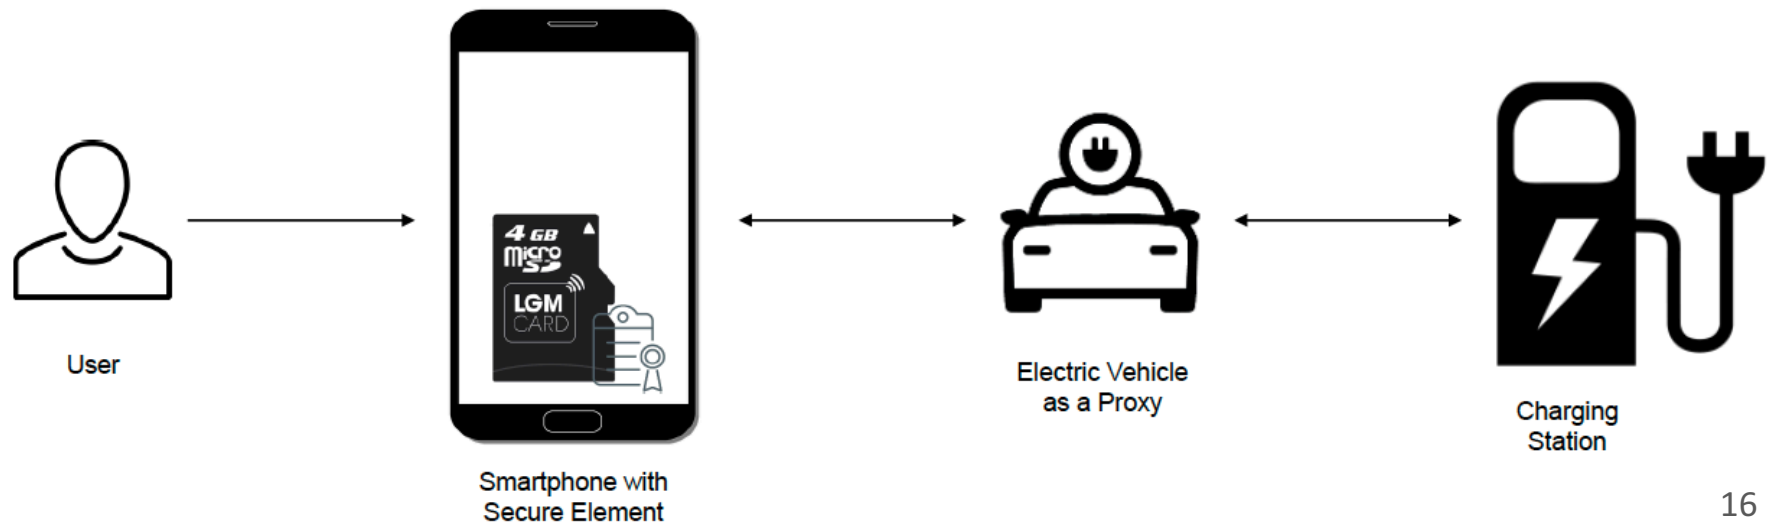 4 GB
micro
SD
LGM
CARD
User
Smartphone with
Secure Element
Electric Vehicle
as a Proxy
Charging
Station
16